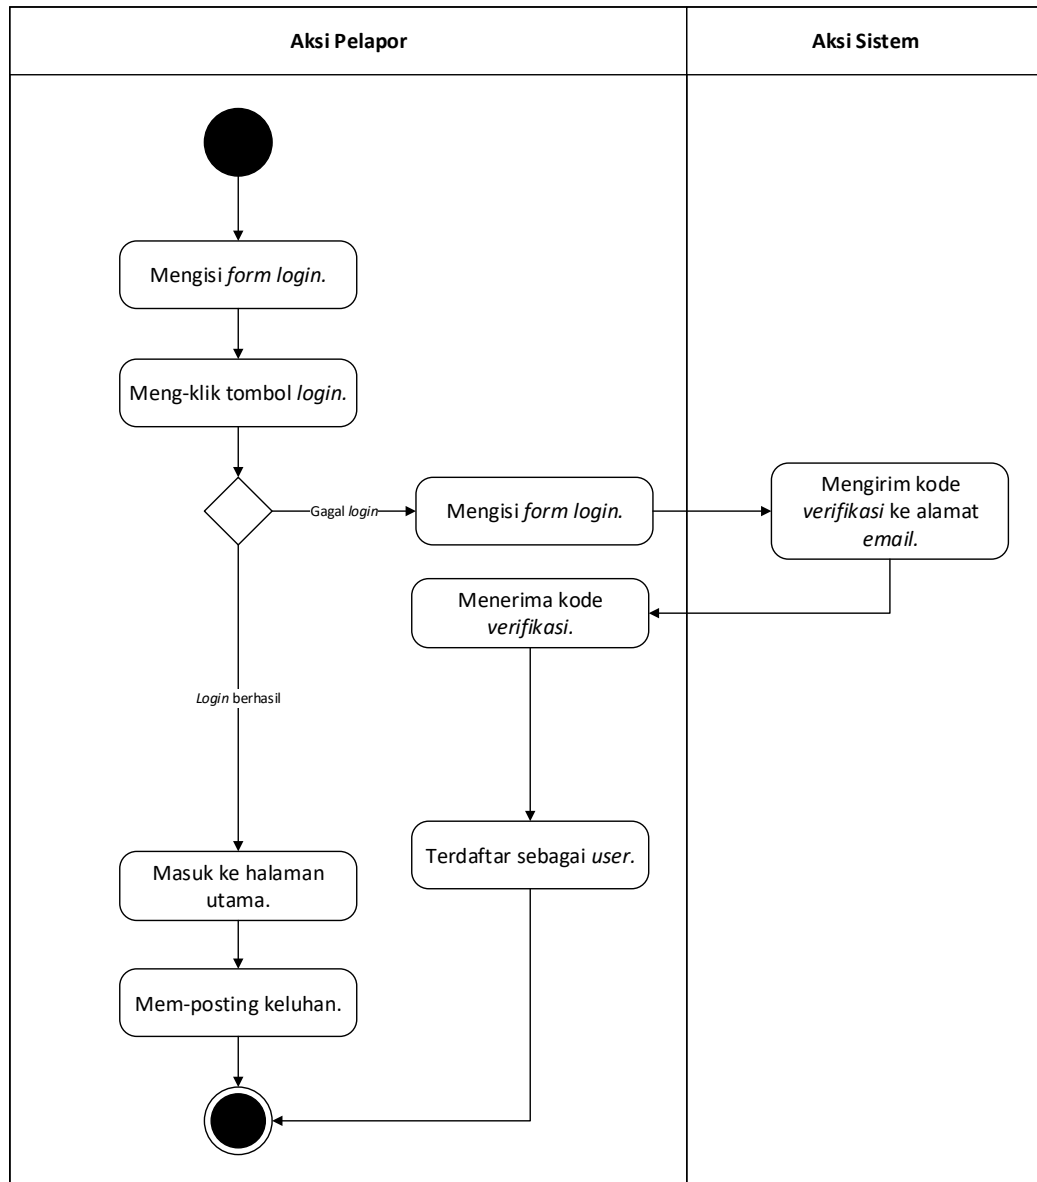 Aksi Pelapor
Aksi Sistem
Mengisi form login.
Meng-klik tombol login.
Gagal login
Mengisi form login.
Mengirim kode
verifikasi ke alamat
email.
Menerima kode
verifikasi.
Login berhasil
Terdaftar sebagai user.
Masuk ke halaman
utama.
Mem-posting keluhan.